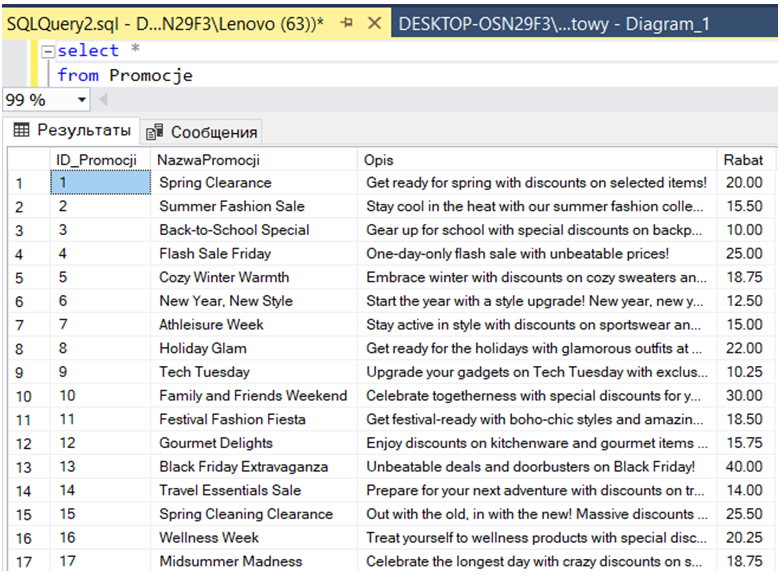 SQLQuery2.sql - D...N29F3\Lenovo (63))* DESKTOP-OSN29F3\...towy - Diagram_1
select *
from Promocje
99 %
Результаты Сообщения
ID_Promocji NazwaPromocji Opis Rabat
1 1 Spring Clearance Get ready for spring with discounts on selected items! 20.00
2 2 Summer Fashion Sale Stay cool in the heat with our summer fashion colle... 15.50
3 3 Back-to-School Special Gear up for school with special discounts on backp... 10.00
4 4 Flash Sale Friday One-day-only flash sale with unbeatable prices! 25.00
5 5 Cozy Winter Warmth Embrace winter with discounts on cozy sweaters an... 18.75
6 6 New Year, New Style Start the year with a style upgrade! New year, new y... 12.50
7 7 Athleisure Week Stay active in style with discounts on sportswear an... 15.00
8 8 Holiday Glam Get ready for the holidays with glamorous outfits at ... 22.00
9 9 Tech Tuesday Upgrade your gadgets on Tech Tuesday with exclus... 10.25
10 10 Family and Friends Weekend Celebrate togetherness with special discounts for y... 30.00
11 11 Festival Fashion Fiesta Get festival-ready with boho-chic styles and amazin... 18.50
12 12 Gourmet Delights Enjoy discounts on kitchenware and gourmet items ... 15.75
13 13 Black Friday Extravaganza Unbeatable deals and doorbusters on Black Friday! 40.00
14 14 Travel Essentials Sale Prepare for your next adventure with discounts on tr... 14.00
15 15 Spring Cleaning Clearance Out with the old, in with the new! Massive discounts ... 25.50
16 16 Wellness Week Treat yourself to wellness products with special disc... 20.25
17 17 Midsummer Madness Celebrate the longest day with crazy discounts on s... 18.75